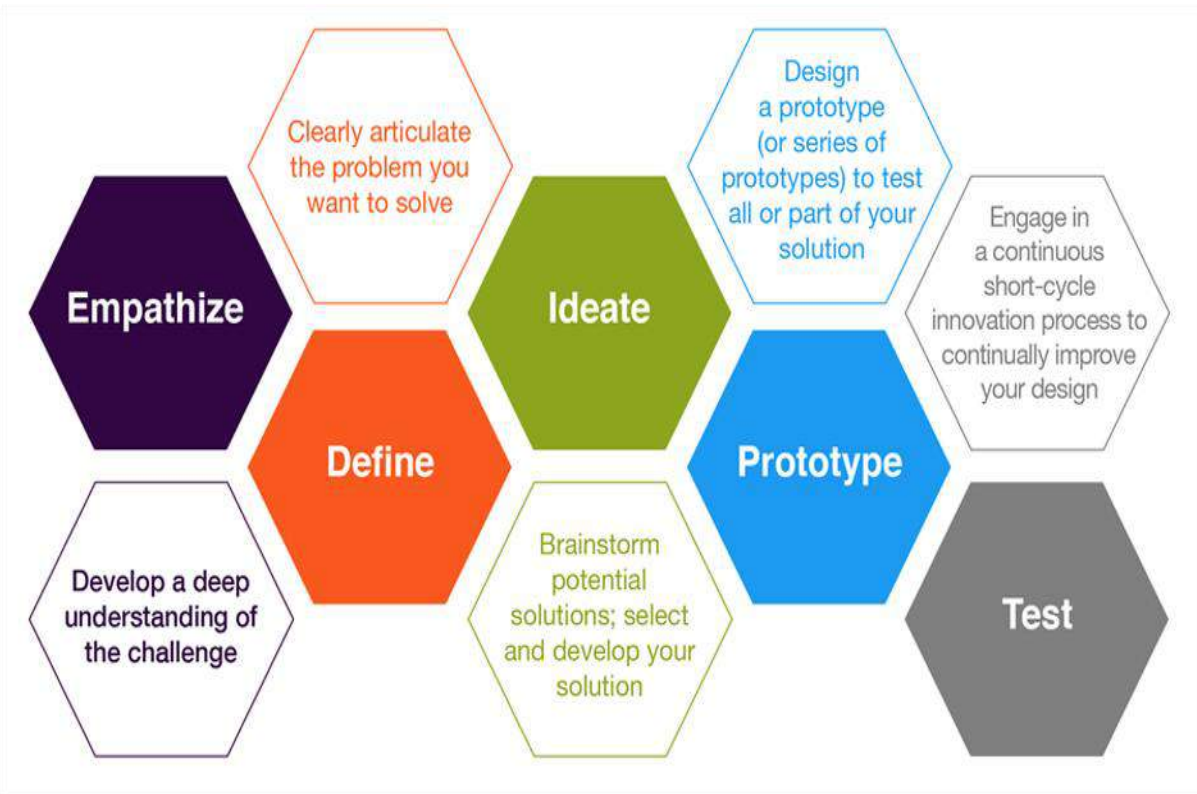 Empathize
Develop a deep
understanding of
the challenge
Clearly articulate
the problem you
want to solve
Define
Ideate
Brainstorm
potential
solutions; select
and develop your
solution
Design
a prototype
(or series of
prototypes) to test
all or part of your
solution
Prototype
Engage in
a continuous
short-cycle
innovation process to
continually improve
your design
Test